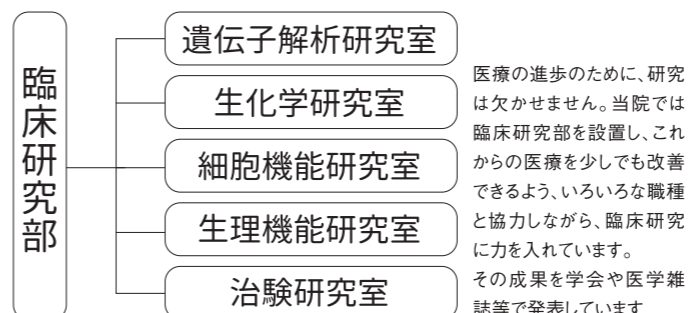 臨床研究部
遺伝子解析研究室
生化学研究室
細胞機能研究室
生理機能研究室
治験研究室
医療の進歩のために、研究
は欠かせません。当院では
臨床研究部を設置し、これ
からの医療を少しでも改善
できるよう、いろいろな職種
と協力しながら、臨床研究
に力を入れています。
その成果を学会や医学雑
誌等で発表しています